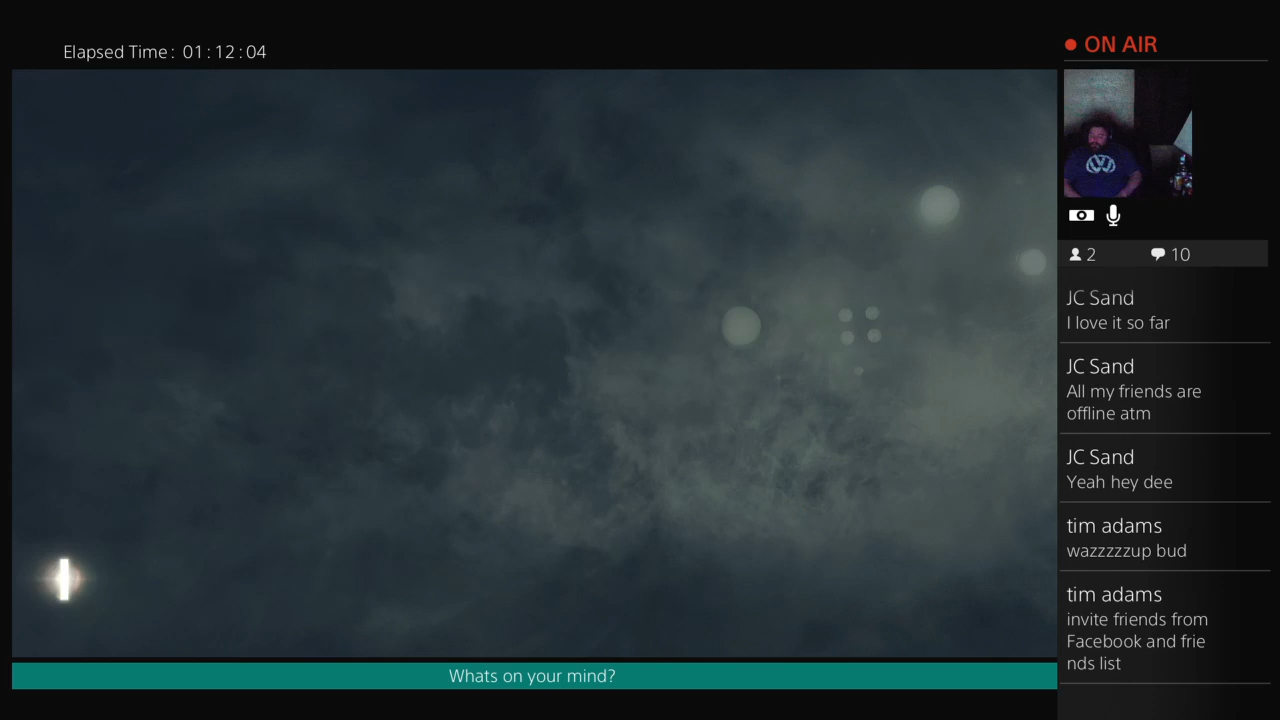 Elapsed Time: 01:12:04
ON AIR
2 10
JC Sand
I love it so far
JC Sand
All my friends are
offline atm
JC Sand
Yeah hey dee
tim adams
wazzzzzup bud
tim adams
invite friends from
Facebook and frie
nds list
Whats on your mind?